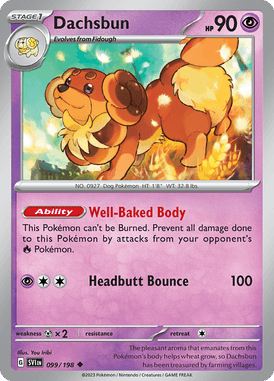 STAGE 1 Dachsbun HP 90
Evolves from Fidough
NO. 0927 Dog Pokémon HT: 1'8" WT: 32.8 lbs.
Ability Well-Baked Body
This Pokémon can't be Burned. Prevent all damage done
to this Pokémon by attacks from your opponent's
Pokémon.
Headbutt Bounce 100
weakness ×2 resistance retreat
Illus. You Iribi
G SVI EN 099/198
©2023 Pokémon / Nintendo / Creatures / GAME FREAK
The pleasant aroma that emanates from this
Pokémon's body helps wheat grow, so Dachsbun
has been treasured by farming villages.